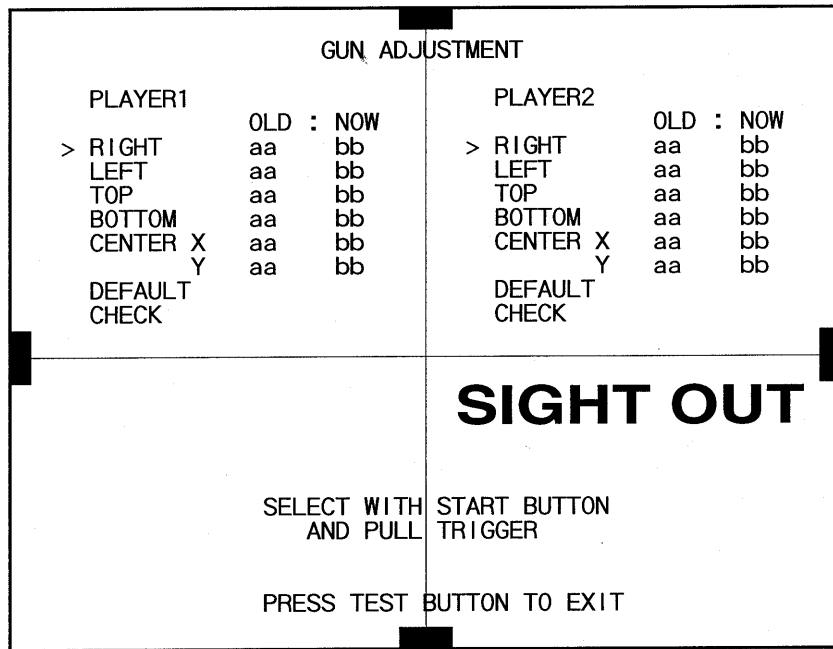 GUN ADJUSTMENT
PLAYER1
OLD : NOW
> RIGHT aa bb
LEFT aa bb
TOP aa bb
BOTTOM aa bb
CENTER X aa bb
Y aa bb
DEFAULT
CHECK
PLAYER2
OLD : NOW
> RIGHT aa bb
LEFT aa bb
TOP aa bb
BOTTOM aa bb
CENTER X aa bb
Y aa bb
DEFAULT
CHECK
SIGHT OUT
SELECT WITH START BUTTON
AND PULL TRIGGER
PRESS TEST BUTTON TO EXIT